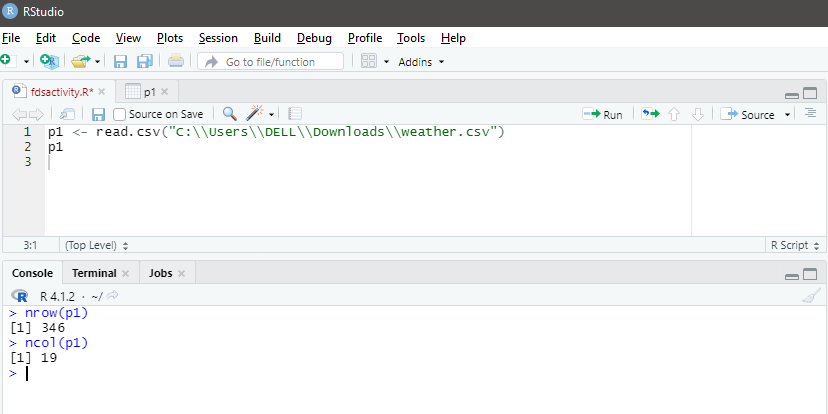 R RStudio
File Edit Code View Plots Session Build Debug Profile Tools Help
Go to file/function Addins
fdsactivity.R* p1
Source on Save Run Source
1 p1 <- read.csv("C:\\Users\\DELL\\Downloads\\weather.csv")
2 p1
3
3:1 (Top Level) R Script
Console Terminal Jobs
R R 4.1.2 · ~/
> nrow(p1)
[1] 346
> ncol(p1)
[1] 19
>